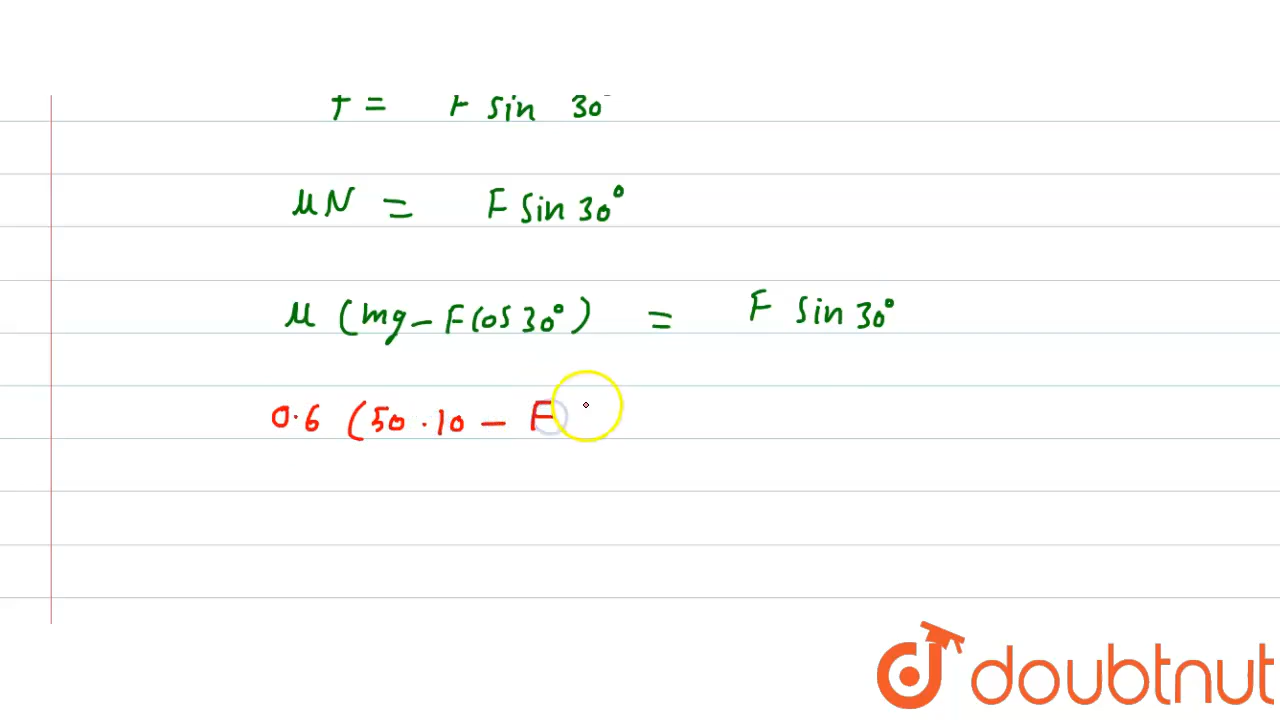 f = F sin 30°
μN = F sin 30°
μ (mg - F cos 30°) = F sin 30°
0.6 (50 . 10 - F
doubtnut